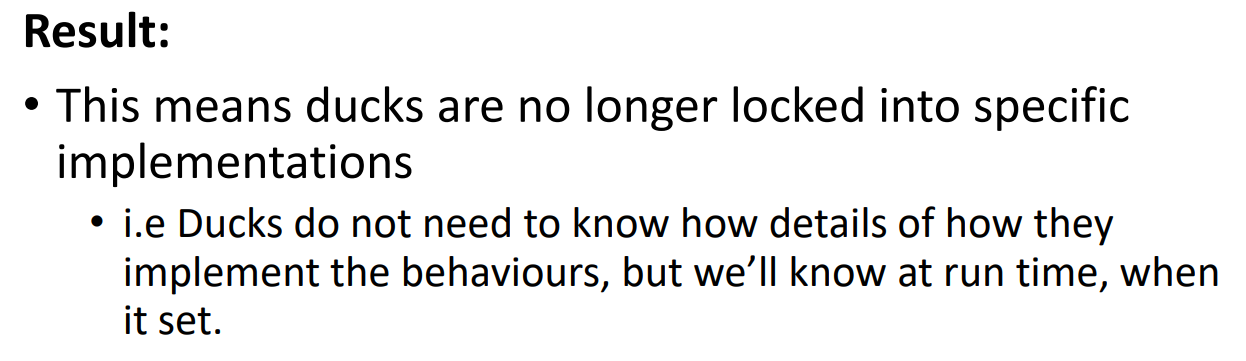 Result:
• This means ducks are no longer locked into specific
implementations
• i.e Ducks do not need to know how details of how they
implement the behaviours, but we’ll know at run time, when
it set.